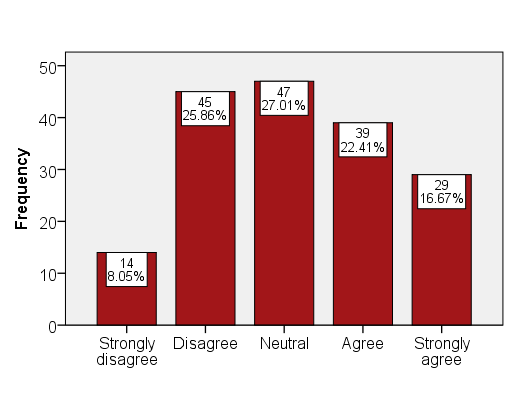 50
40
30
20
10
0
Frequency
14
8.05%
45
25.86%
47
27.01%
39
22.41%
29
16.67%
Strongly
disagree
Disagree
Neutral
Agree
Strongly
agree